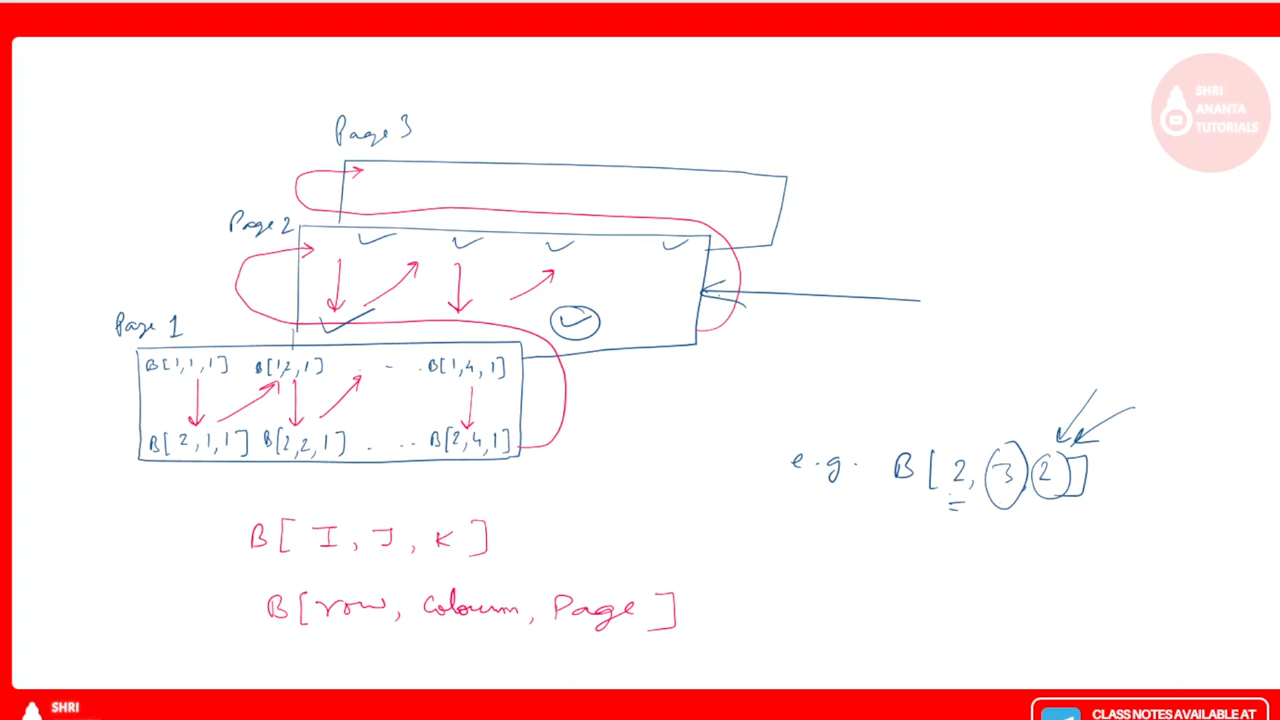 SHRI
ANANTA
TUTORIALS
Page 3
Page 2
Page 1
B[1,1,1] B[1,2,1] . - . B[1,4,1]
B[2,1,1] B[2,2,1] . .. B[2,4,1]
e.g. B[2,3,2]
B[I, J, K]
B[row, Coloumn, Page]
SHRI
CLASS NOTES AVAILABLE AT